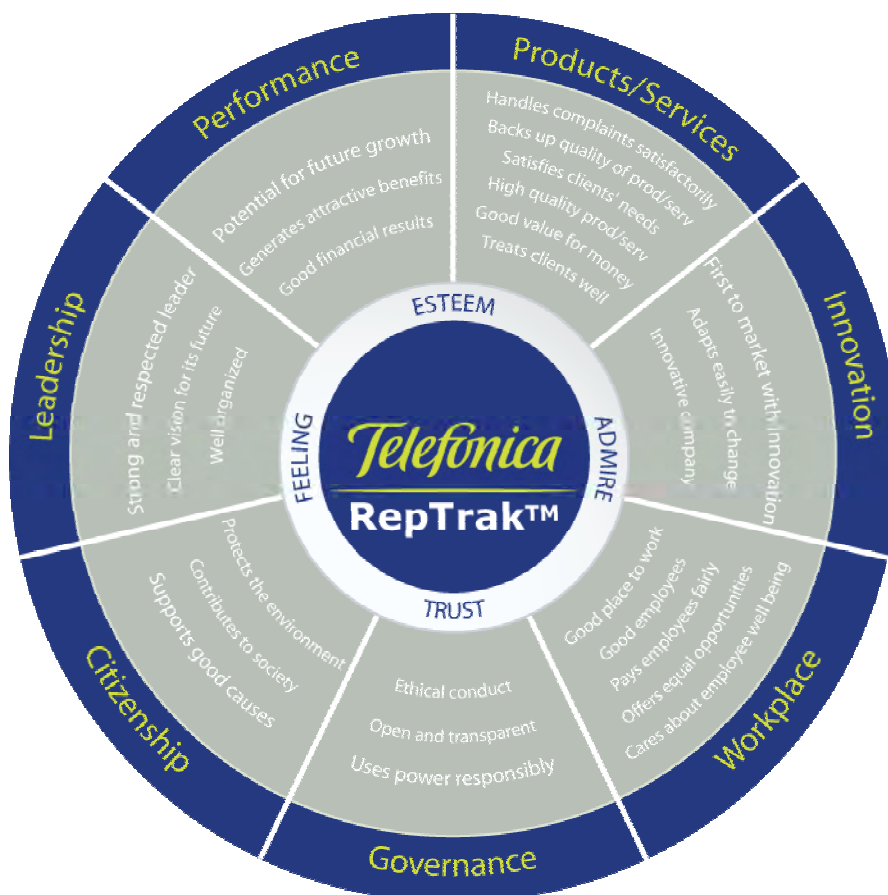 Performance
Potential for future growth
Generates attractive benefits
Good financial results
Products/Services
Handles complaints satisfactorily
Backs up quality of prod/serv
Satisfies clients' needs
High quality prod/serv
Good value for money
Treats clients well
Innovation
First to market with innovation
Adapts easily to change
Innovative company
Workplace
Good place to work
Good employees
Pays employees fairly
Offers equal opportunities
Cares about employee well being
Governance
Ethical conduct
Open and transparent
Uses power responsibly
Citizenship
Protects the environment
Contributes to society
Supports good causes
Leadership
Strong and respected leader
Clear vision for its future
Well organized
ESTEEM
ADMIRE
TRUST
FEELING
Telefónica
RepTrak™